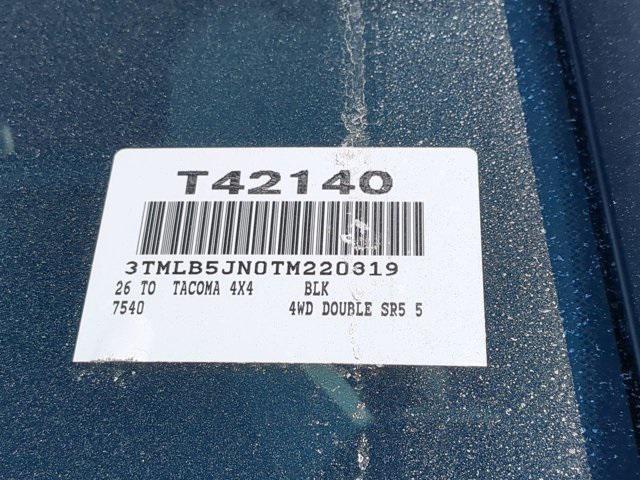 T42140
3TMLB5JN0TM220319
26 TO TACOMA 4X4 BLK
7540 4WD DOUBLE SR5 5